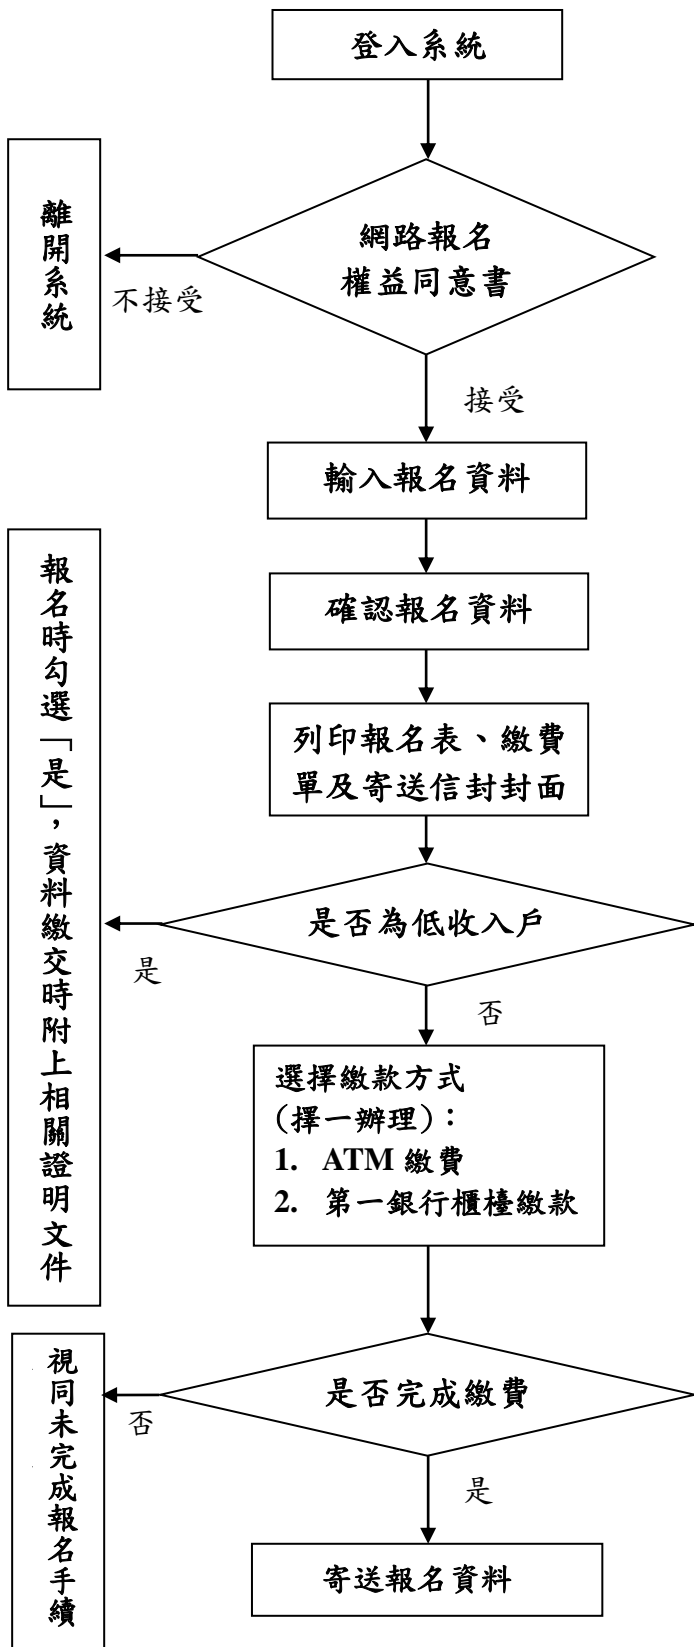 登入系統
網路報名
權益同意書
不接受
離開系統
接受
輸入報名資料
確認報名資料
列印報名表、繳費
單及寄送信封封面
是否為低收入戶
是
報名時勾選「是」，資料繳交時附上相關證明文件
否
選擇繳款方式
(擇一辦理)：
1. ATM 繳費
2. 第一銀行櫃檯繳款
是否完成繳費
否
視同未完成報名手續
是
寄送報名資料